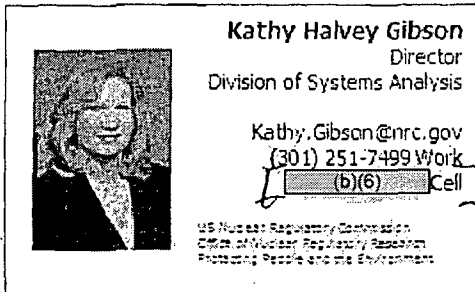 Kathy Halvey Gibson
Director
Division of Systems Analysis
Kathy.Gibson@nrc.gov
(301) 251-7499 Work
(b)(6) Cell
US Nuclear Regulatory Commission
Office of Nuclear Regulatory Research
Protecting People and the Environment